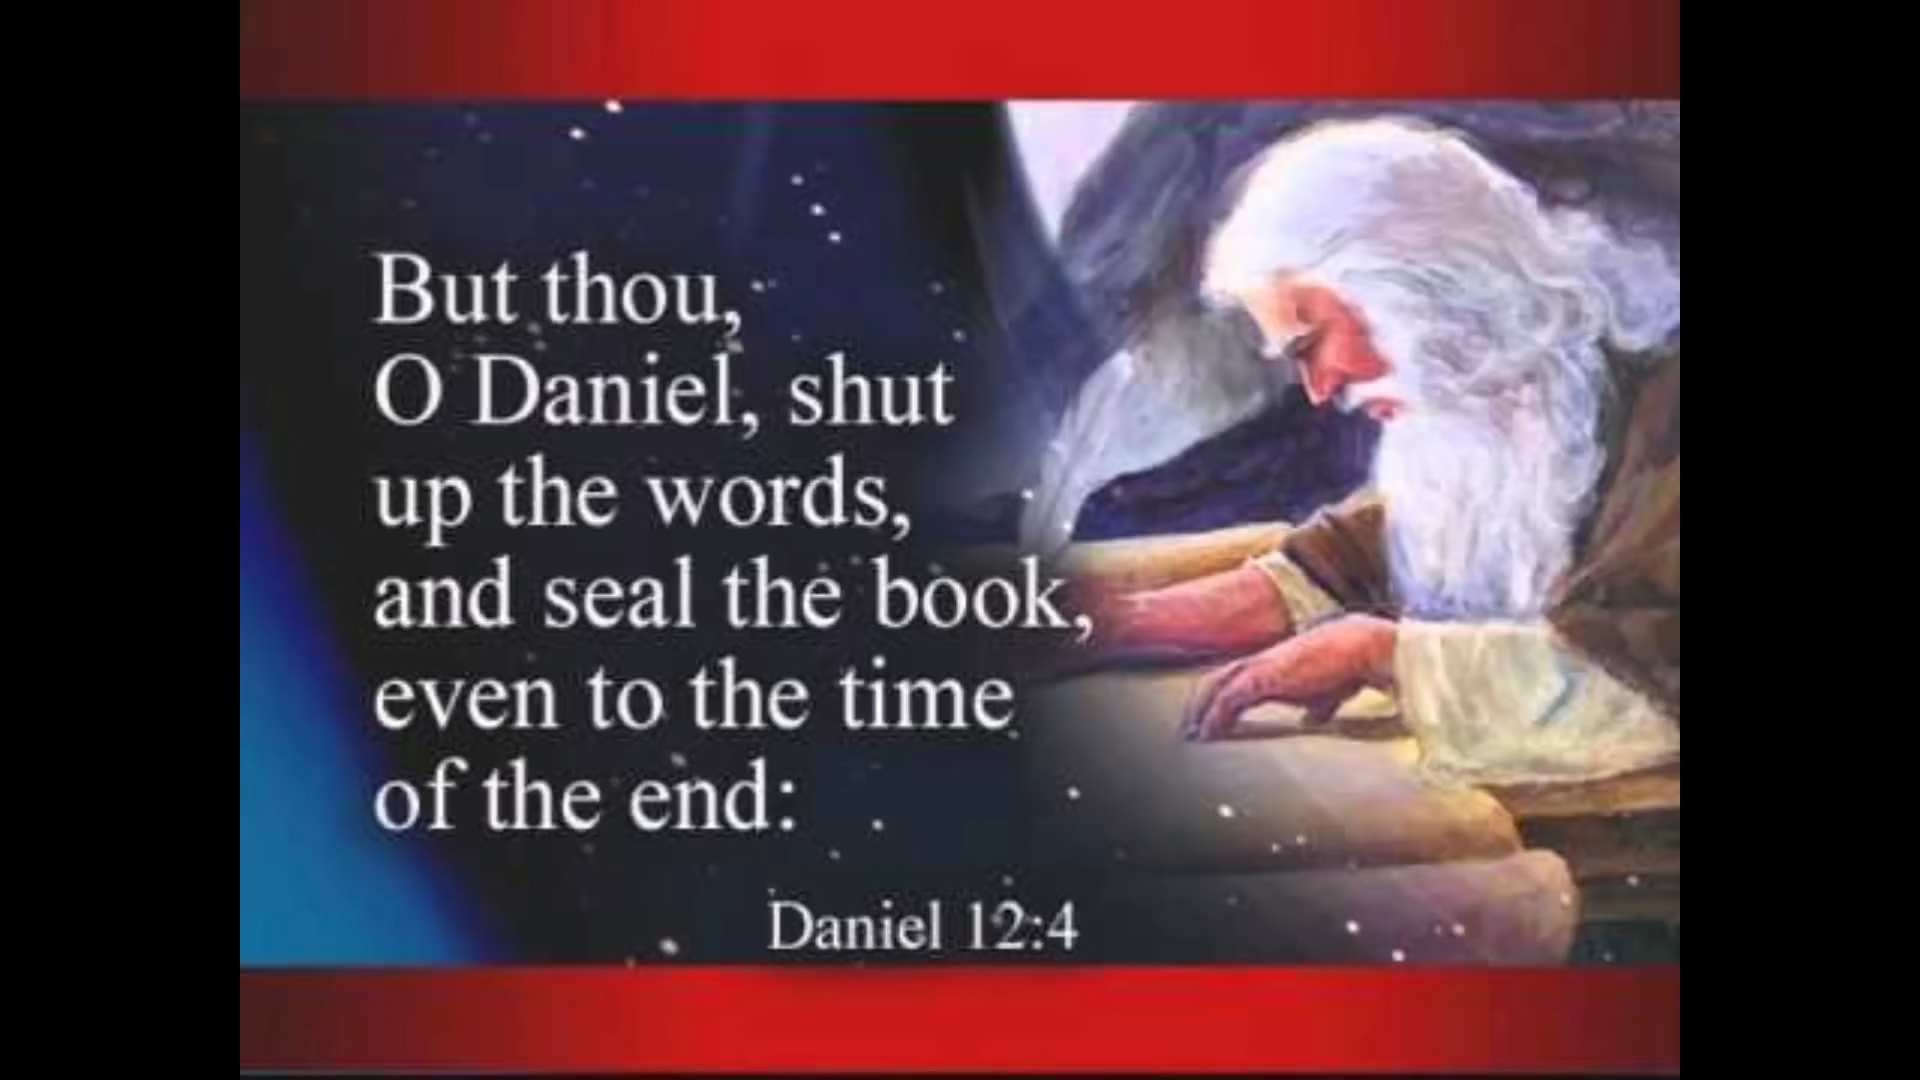 But thou,
O Daniel, shut
up the words,
and seal the book,
even to the time
of the end:
Daniel 12:4